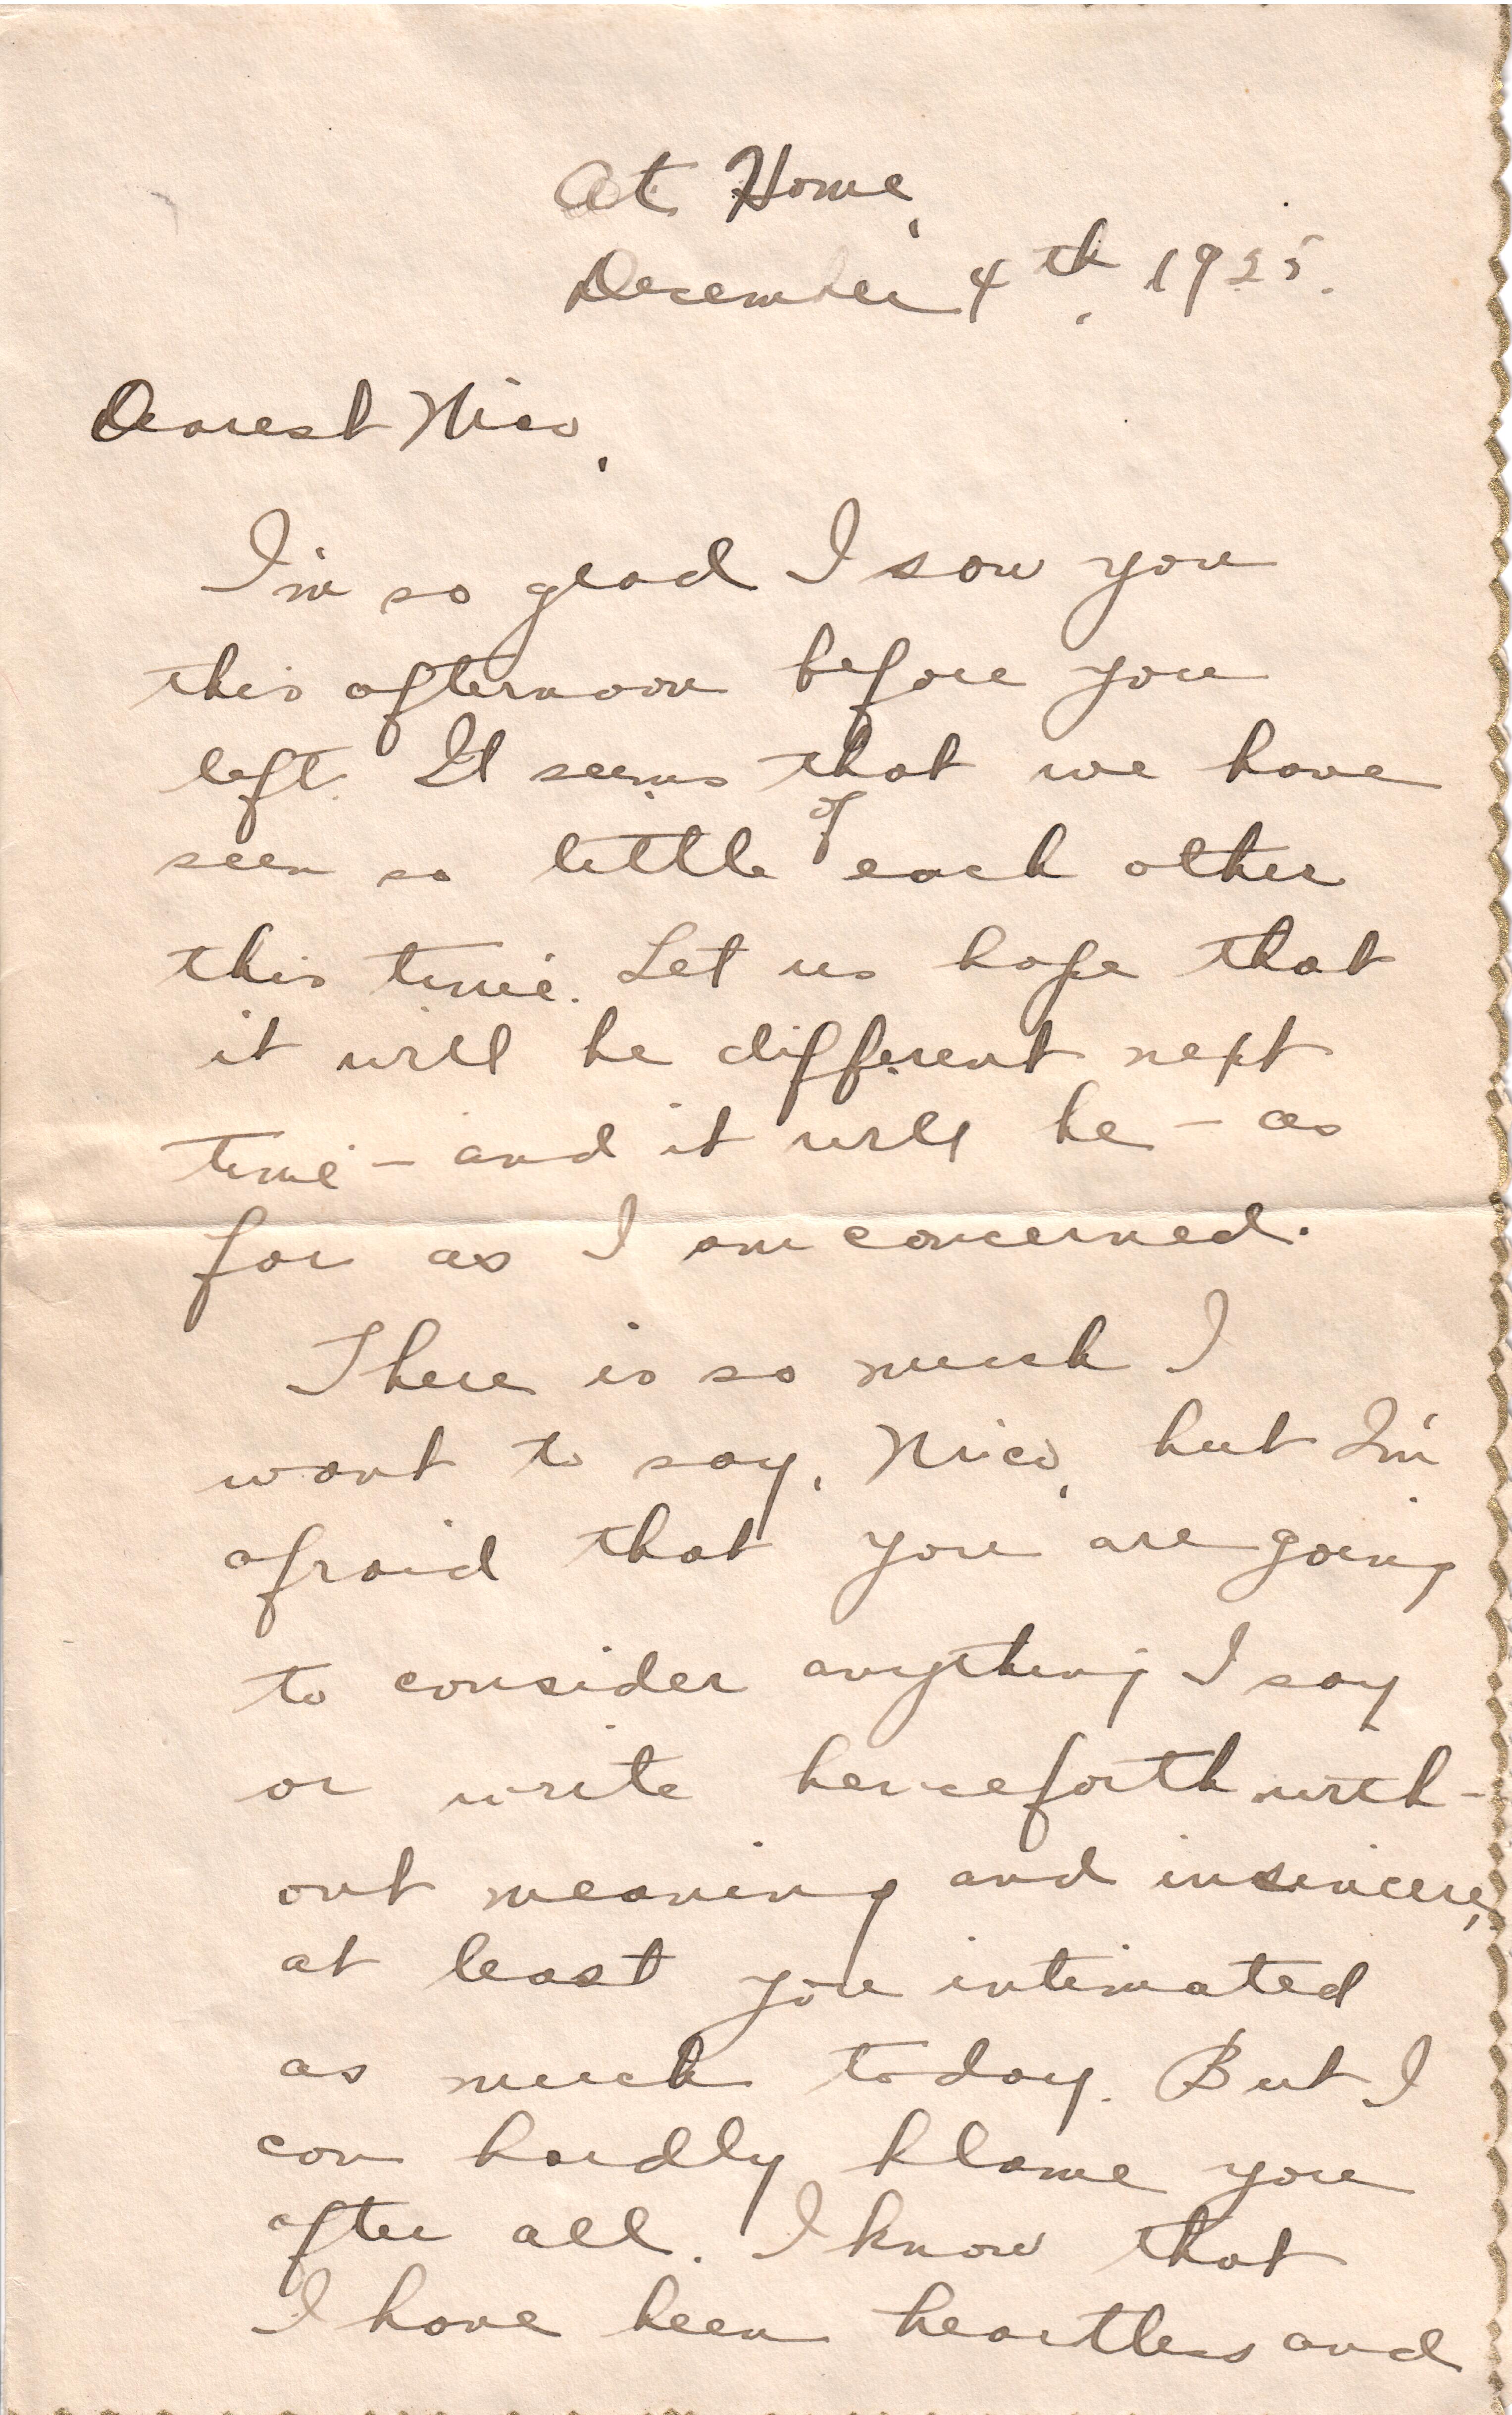 At Home,
December 4th, 1925.
Dearest Nico,
I'm so glad I saw you
this afternoon before you
left. It seems that we have
of
seen so little each other
this time. Let us hope that
it will be different next
time – and it will be – as
far as I am concerned.
There is so much I
want to say, Nico, but I'm
afraid that you are going
to consider anything I say
or write henceforth with-
out meaning and insincere,
at least you intimated
as much today. But I
can hardly blame you
after all. I know that
I have been heartless and